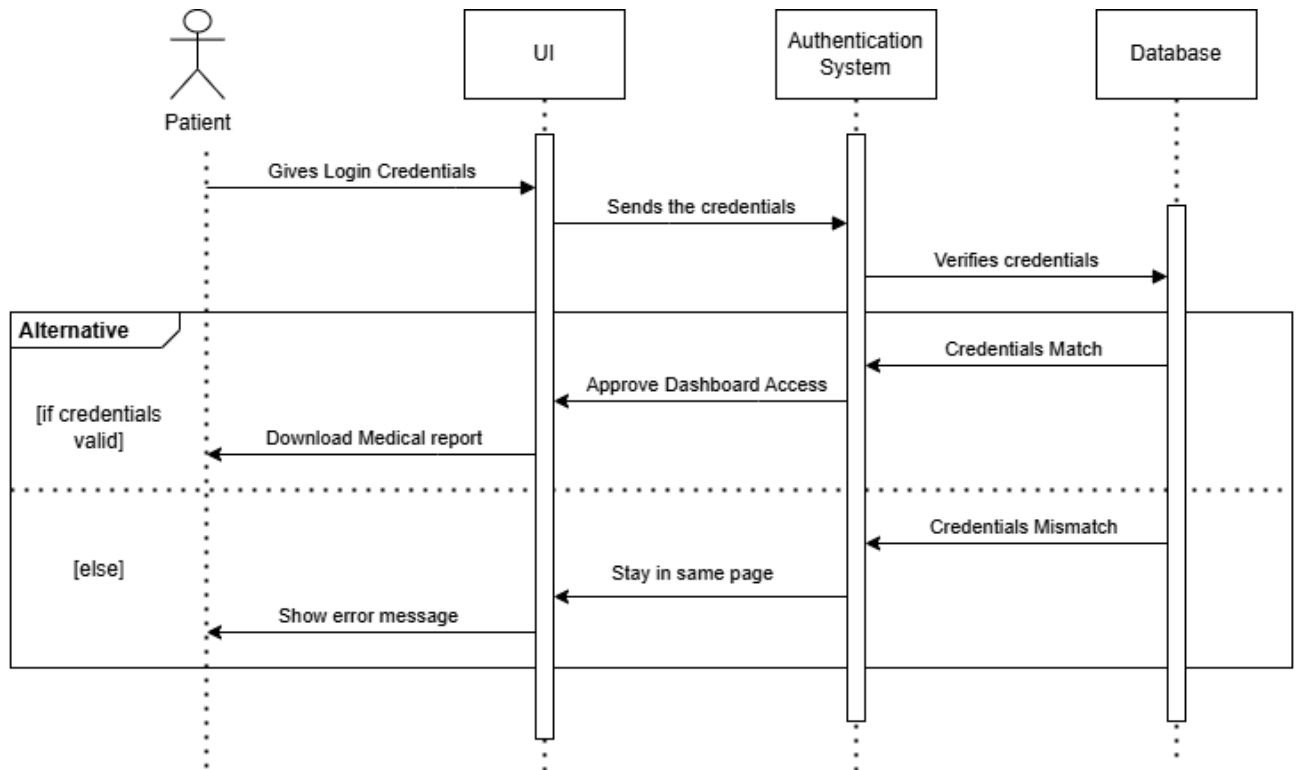 UI
Authentication
System
Database
Patient
Gives Login Credentials
Sends the credentials
Verifies credentials
Alternative
Credentials Match
Approve Dashboard Access
[if credentials
valid]
Download Medical report
Credentials Mismatch
[else]
Stay in same page
Show error message